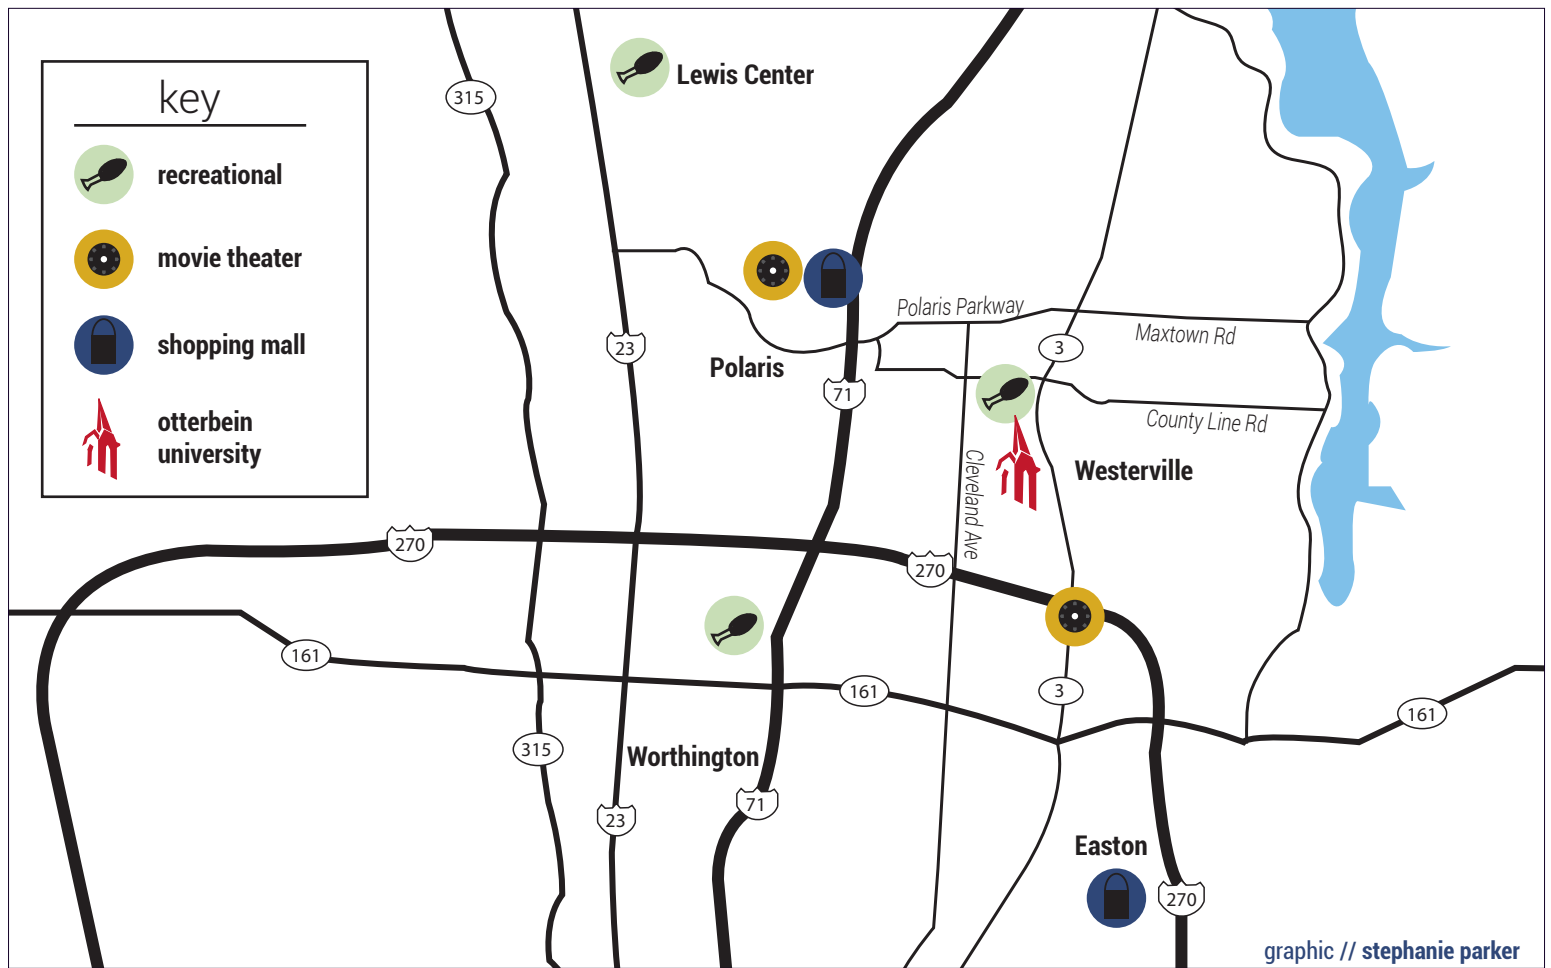 key
recreational
movie theater
shopping mall
otterbein
university
315
Lewis Center
23
Polaris Parkway
Maxtown Rd
3
Polaris
71
County Line Rd
Cleveland Ave
Westerville
270
270
161
161
3
161
315
Worthington
71
23
Easton
270
graphic // stephanie parker